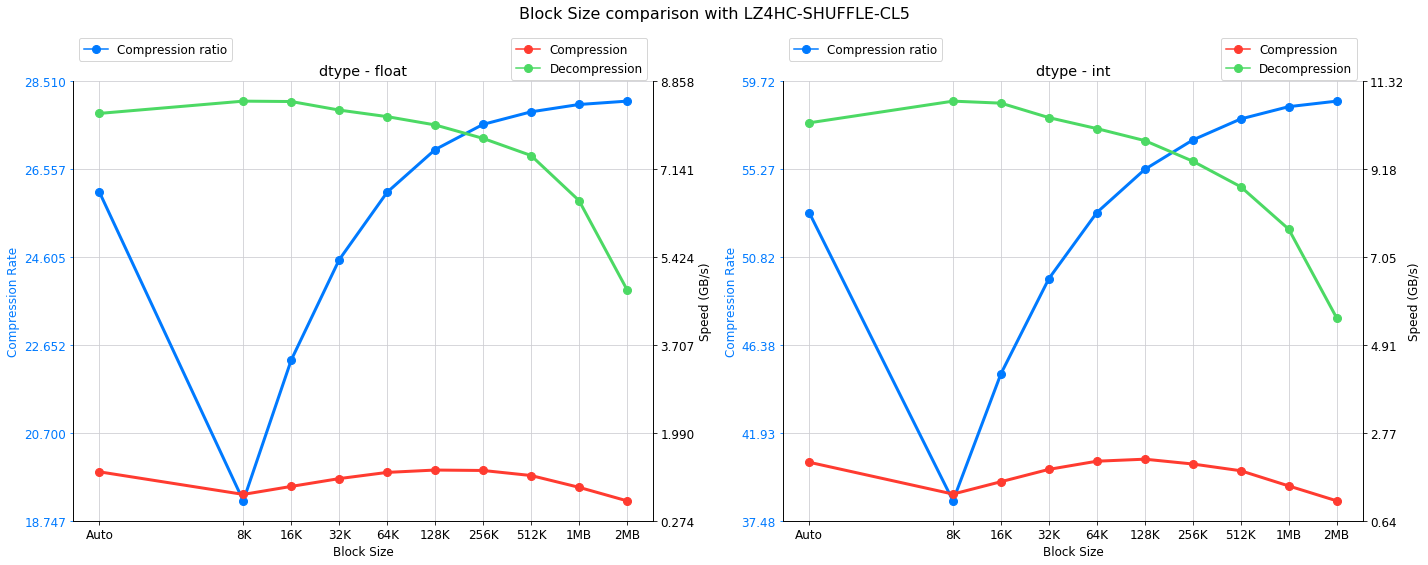 Block Size comparison with LZ4HC-SHUFFLE-CL5
Compression ratio
Compression
Decompression
dtype - float
28.510
26.557
24.605
22.652
20.700
18.747
Compression Rate
8.858
7.141
5.424
3.707
1.990
0.274
Speed (GB/s)
Auto 8K 16K 32K 64K 128K 256K 512K 1MB 2MB
Block Size
Compression ratio
Compression
Decompression
dtype - int
59.72
55.27
50.82
46.38
41.93
37.48
Compression Rate
11.32
9.18
7.05
4.91
2.77
0.64
Speed (GB/s)
Auto 8K 16K 32K 64K 128K 256K 512K 1MB 2MB
Block Size